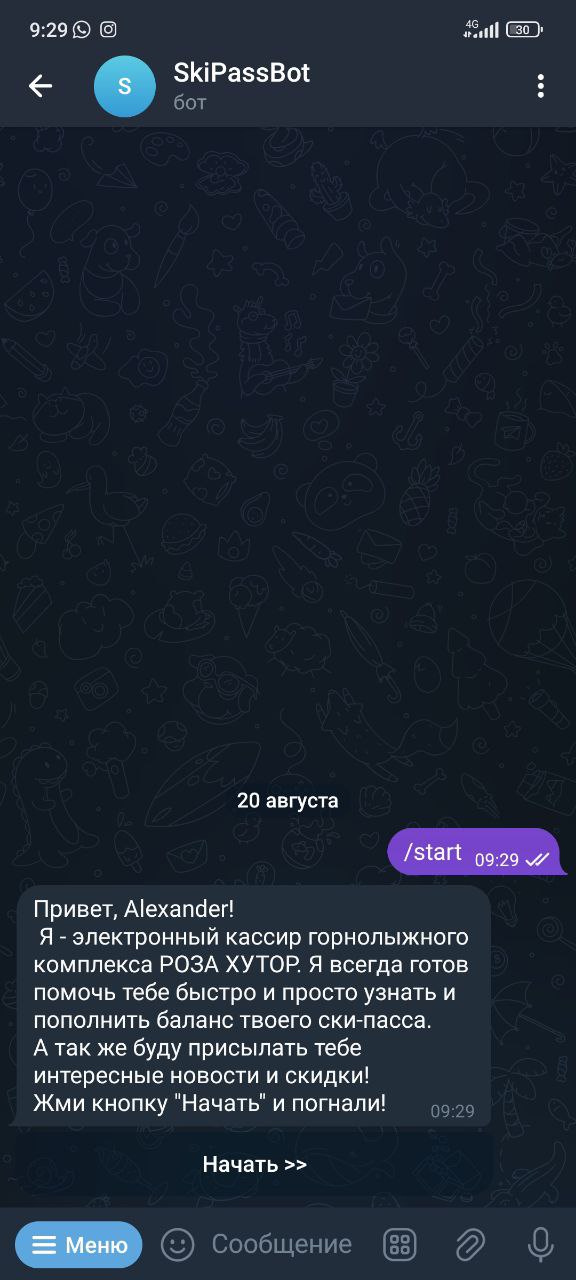 9:29
4G
30
S
SkiPassBot
бот
20 августа
/start 09:29
Привет, Alexander!
Я - электронный кассир горнолыжного
комплекса РОЗА ХУТОР. Я всегда готов
помочь тебе быстро и просто узнать и
пополнить баланс твоего ски-пасса.
А так же буду присылать тебе
интересные новости и скидки!
Жми кнопку "Начать" и погнали! 09:29
Начать >>
Меню
Сообщение